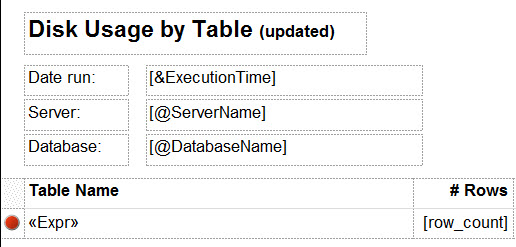 Disk Usage by Table (updated)
Date run: [&ExecutionTime]
Server: [@ServerName]
Database: [@DatabaseName]
Table Name # Rows
«Expr» [row_count]